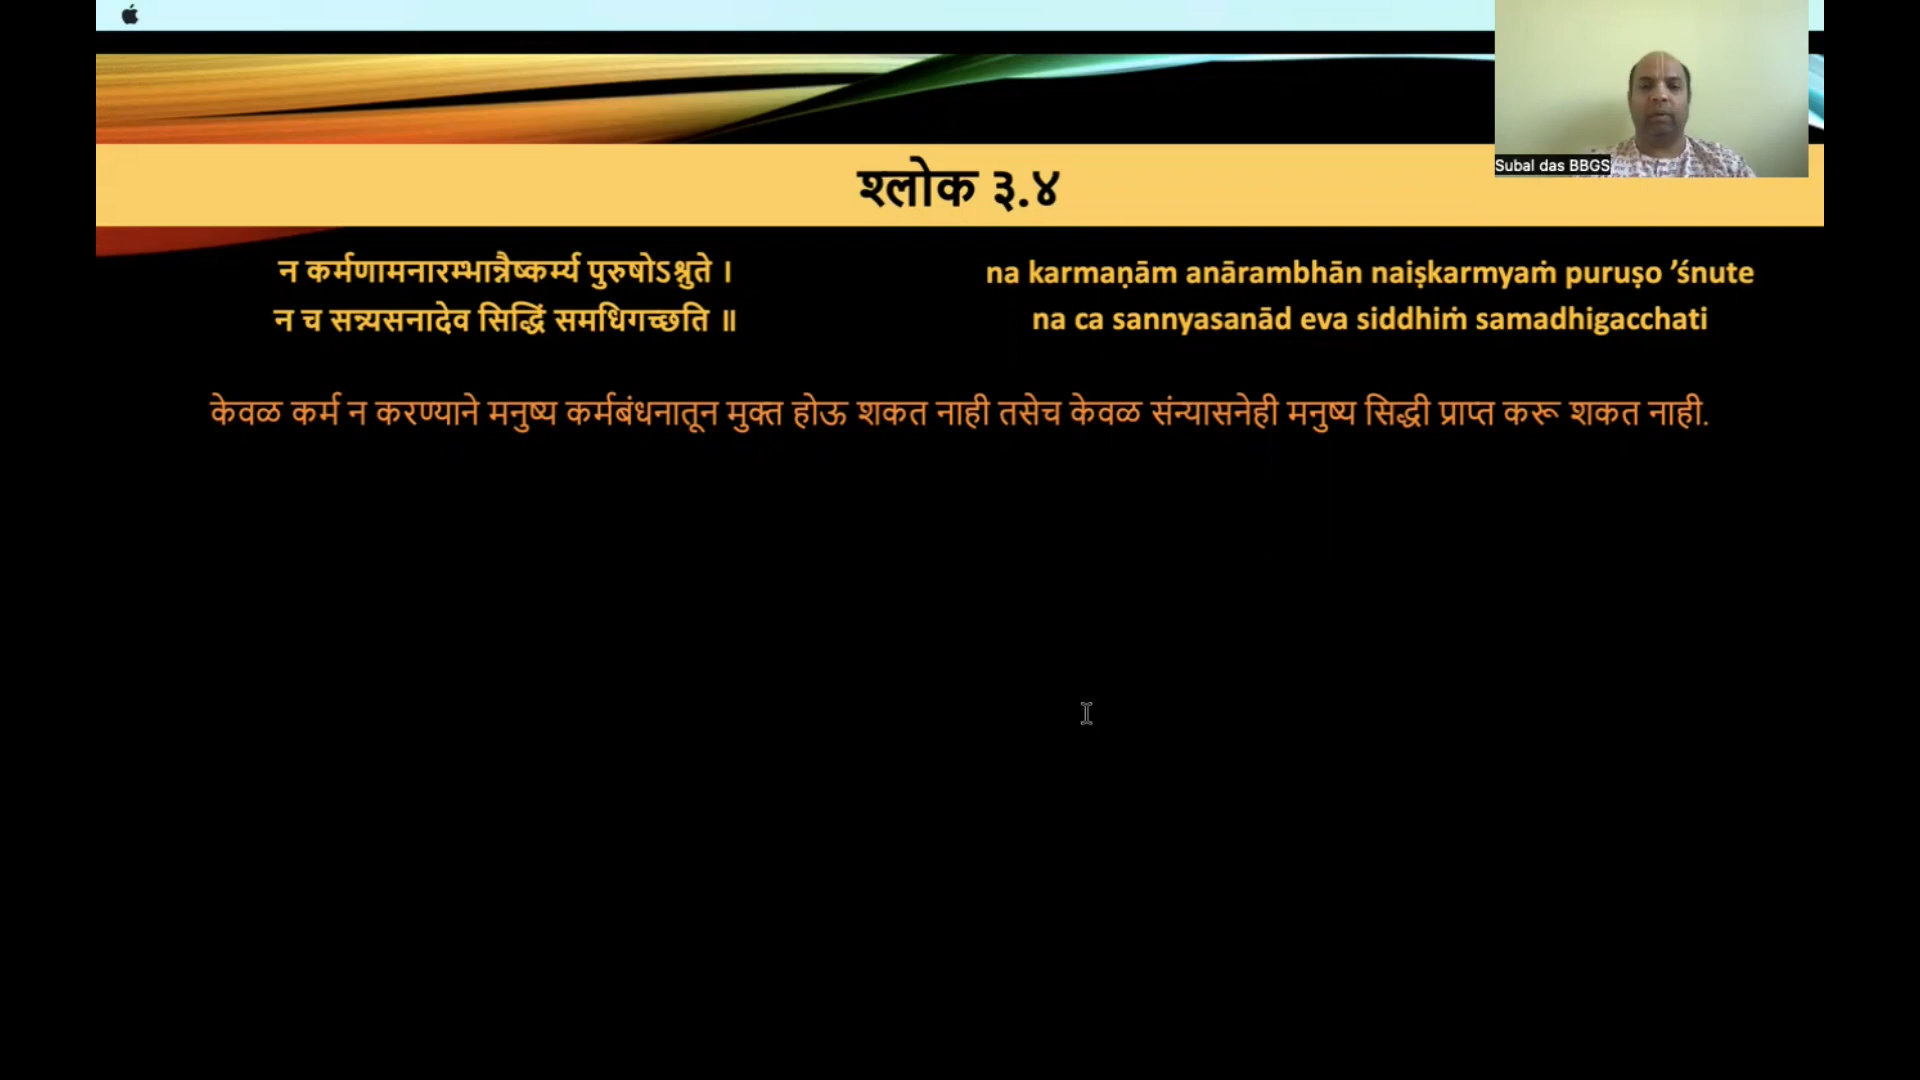 Subal das BBGS
श्लोक ३.४
न कर्मणामनारम्भान्नैष्कर्म्य पुरुषोऽश्नुते ।
न च सन्न्यसनादेव सिद्धिं समधिगच्छति ॥
na karmaṇām anārambhān naiṣkarmyaṁ puruṣo ’śnute
na ca sannyasanād eva siddhiṁ samadhigacchati
केवळ कर्म न करण्याने मनुष्य कर्मबंधनातून मुक्त होऊ शकत नाही तसेच केवळ संन्यासनेही मनुष्य सिद्धी प्राप्त करू शकत नाही.